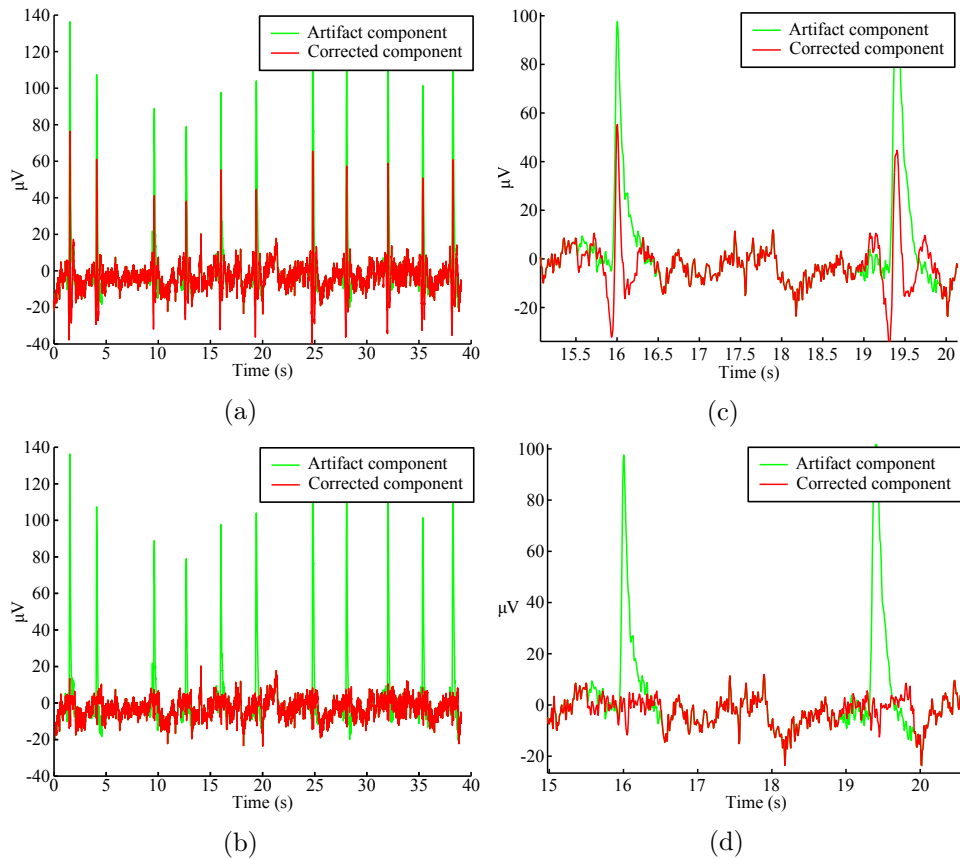 140
120
100
80
60
40
20
0
-20
-40
μV
0 5 10 15 20 25 30 35 40
Time (s)
Artifact component
Corrected component
(a)
100
80
60
40
20
0
-20
μV
15.5 16 16.5 17 17.5 18 18.5 19 19.5 20
Time (s)
Artifact component
Corrected component
(c)
140
120
100
80
60
40
20
0
-20
-40
μV
0 5 10 15 20 25 30 35 40
Time (s)
Artifact component
Corrected component
(b)
100
80
60
40
20
0
-20
μV
15 16 17 18 19 20
Time (s)
Artifact component
Corrected component
(d)